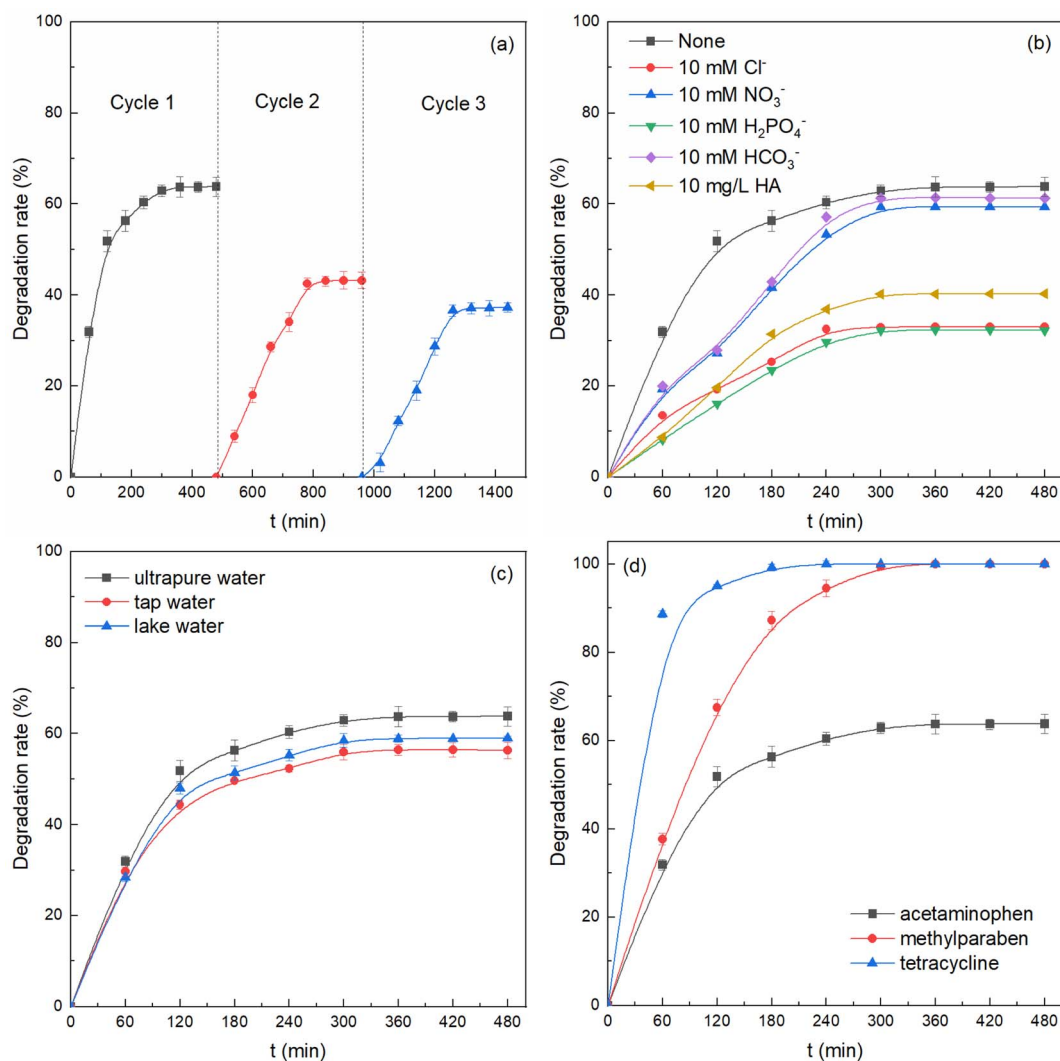 (a)
Cycle 1
Cycle 2
Cycle 3
Degradation rate (%)
100
80
60
40
20
0
0 200 400 600 800 1000 1200 1400
t (min)
(b)
None
10 mM Cl⁻
10 mM NO₃⁻
10 mM H₂PO₄⁻
10 mM HCO₃⁻
10 mg/L HA
Degradation rate (%)
100
80
60
40
20
0
0 60 120 180 240 300 360 420 480
t (min)
(c)
ultrapure water
tap water
lake water
Degradation rate (%)
100
80
60
40
20
0
0 60 120 180 240 300 360 420 480
t (min)
(d)
Degradation rate (%)
100
80
60
40
20
0
acetaminophen
methylparaben
tetracycline
0 60 120 180 240 300 360 420 480
t (min)